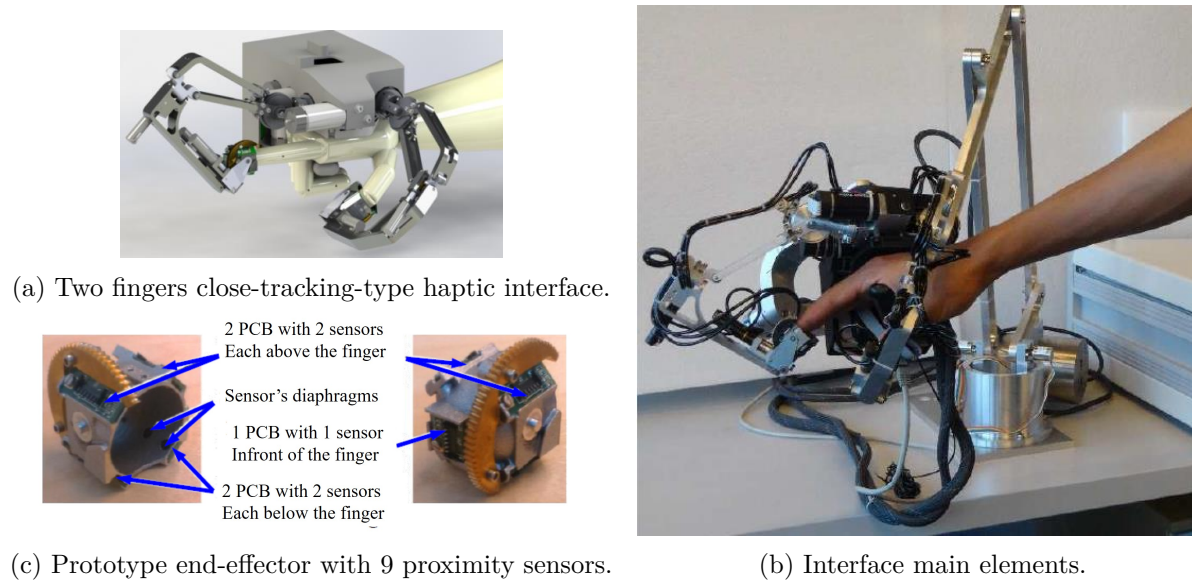 (a) Two fingers close-tracking-type haptic interface.
2 PCB with 2 sensors
Each above the finger
Sensor's diaphragms
1 PCB with 1 sensor
Infront of the finger
2 PCB with 2 sensors
Each below the finger
(c) Prototype end-effector with 9 proximity sensors.
(b) Interface main elements.